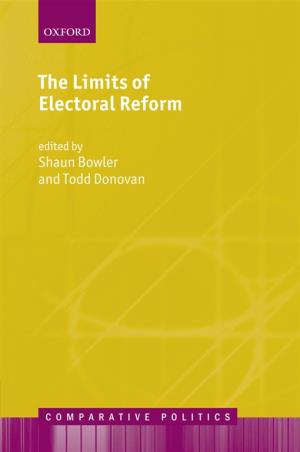 OXFORD
The Limits of
Electoral Reform
edited by
Shaun Bowler
and Todd Donovan
COMPARATIVE POLITICS